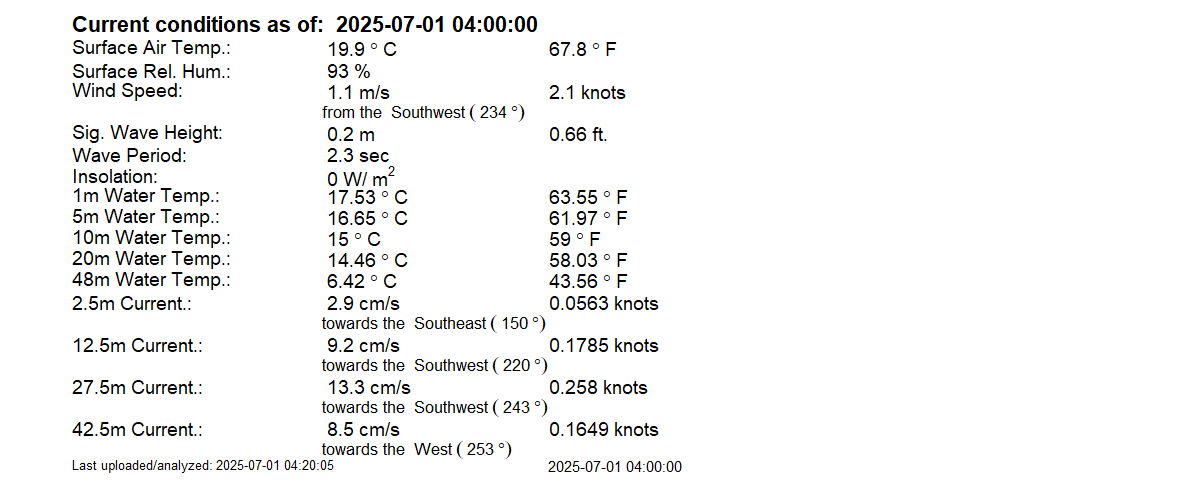 Current conditions as of: 2025-07-01 04:00:00
Surface Air Temp.: 19.9 ° C 67.8 ° F
Surface Rel. Hum.: 93 %
Wind Speed: 1.1 m/s 2.1 knots
from the Southwest ( 234 °)
Sig. Wave Height: 0.2 m 0.66 ft.
Wave Period: 2.3 sec
Insolation: 0 W/ m²
1m Water Temp.: 17.53 ° C 63.55 ° F
5m Water Temp.: 16.65 ° C 61.97 ° F
10m Water Temp.: 15 ° C 59 ° F
20m Water Temp.: 14.46 ° C 58.03 ° F
48m Water Temp.: 6.42 ° C 43.56 ° F
2.5m Current.: 2.9 cm/s 0.0563 knots
towards the Southeast ( 150 °)
12.5m Current.: 9.2 cm/s 0.1785 knots
towards the Southwest ( 220 °)
27.5m Current.: 13.3 cm/s 0.258 knots
towards the Southwest ( 243 °)
42.5m Current.: 8.5 cm/s 0.1649 knots
towards the West ( 253 °)
Last uploaded/analyzed: 2025-07-01 04:20:05 2025-07-01 04:00:00